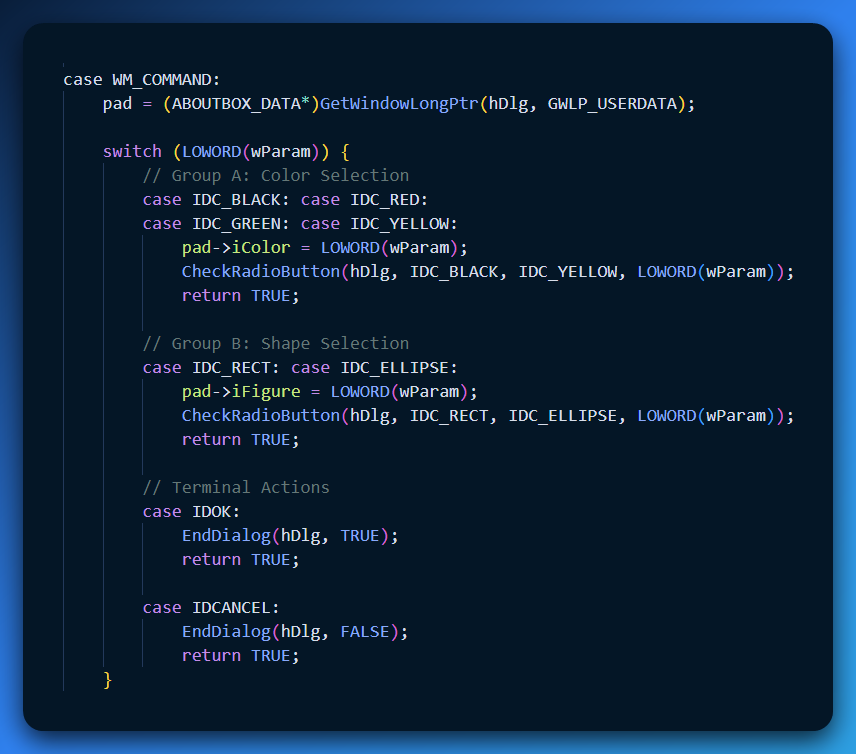 case WM_COMMAND:
    pad = (ABOUTBOX_DATA*)GetWindowLongPtr(hDlg, GWLP_USERDATA);

    switch (LOWORD(wParam)) {
        // Group A: Color Selection
        case IDC_BLACK: case IDC_RED:
        case IDC_GREEN: case IDC_YELLOW:
            pad->iColor = LOWORD(wParam);
            CheckRadioButton(hDlg, IDC_BLACK, IDC_YELLOW, LOWORD(wParam));
            return TRUE;

        // Group B: Shape Selection
        case IDC_RECT: case IDC_ELLIPSE:
            pad->iFigure = LOWORD(wParam);
            CheckRadioButton(hDlg, IDC_RECT, IDC_ELLIPSE, LOWORD(wParam));
            return TRUE;

        // Terminal Actions
        case IDOK:
            EndDialog(hDlg, TRUE);
            return TRUE;

        case IDCANCEL:
            EndDialog(hDlg, FALSE);
            return TRUE;
    }